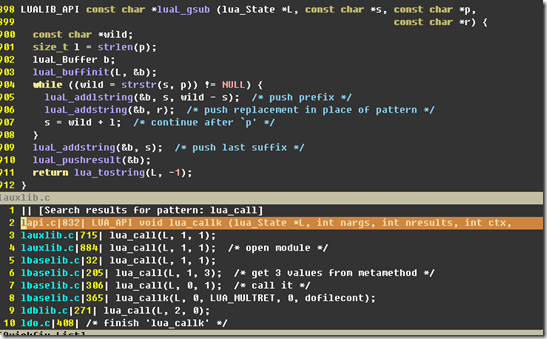 898 LUALIB_API const char *luaL_gsub (lua_State *L, const char *s, const char *p,
899 const char *r) {
900 const char *wild;
901 size_t l = strlen(p);
902 luaL_Buffer b;
903 luaL_buffinit(L, &b);
904 while ((wild = strstr(s, p)) != NULL) {
905 luaL_addlstring(&b, s, wild - s); /* push prefix */
906 luaL_addstring(&b, r); /* push replacement in place of pattern */
907 s = wild + l; /* continue after `p' */
908 }
909 luaL_addstring(&b, s); /* push last suffix */
910 luaL_pushresult(&b);
911 return lua_tostring(L, -1);
912 }
lauxlib.c
1 || [Search results for pattern: lua_call]
2 lapi.c|832| LUA_API void lua_callk (lua_State *L, int nargs, int nresults, int ctx,
3 lauxlib.c|715| lua_call(L, 1, 1);
4 lauxlib.c|884| lua_call(L, 1, 1); /* open module */
5 lbaselib.c|32| lua_call(L, 1, 1);
6 lbaselib.c|205| lua_call(L, 1, 3); /* get 3 values from metamethod */
7 lbaselib.c|306| lua_call(L, 0, 1); /* call it */
8 lbaselib.c|365| lua_callk(L, 0, LUA_MULTRET, 0, dofilecont);
9 ldblib.c|271| lua_call(L, 2, 0);
10 ldo.c|408| /* finish 'lua_callk' */
[Quickfix List]